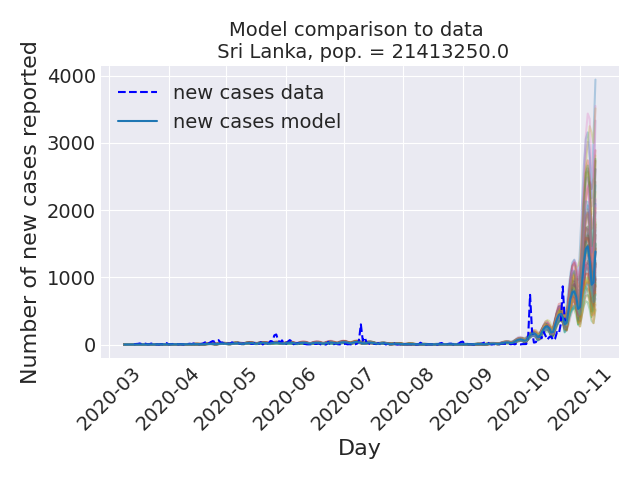 Model comparison to data
Sri Lanka, pop. = 21413250.0
Number of new cases reported
4000
3000
2000
1000
0
new cases data
new cases model
2020-03
2020-04
2020-05
2020-06
2020-07
2020-08
2020-09
2020-10
2020-11
Day